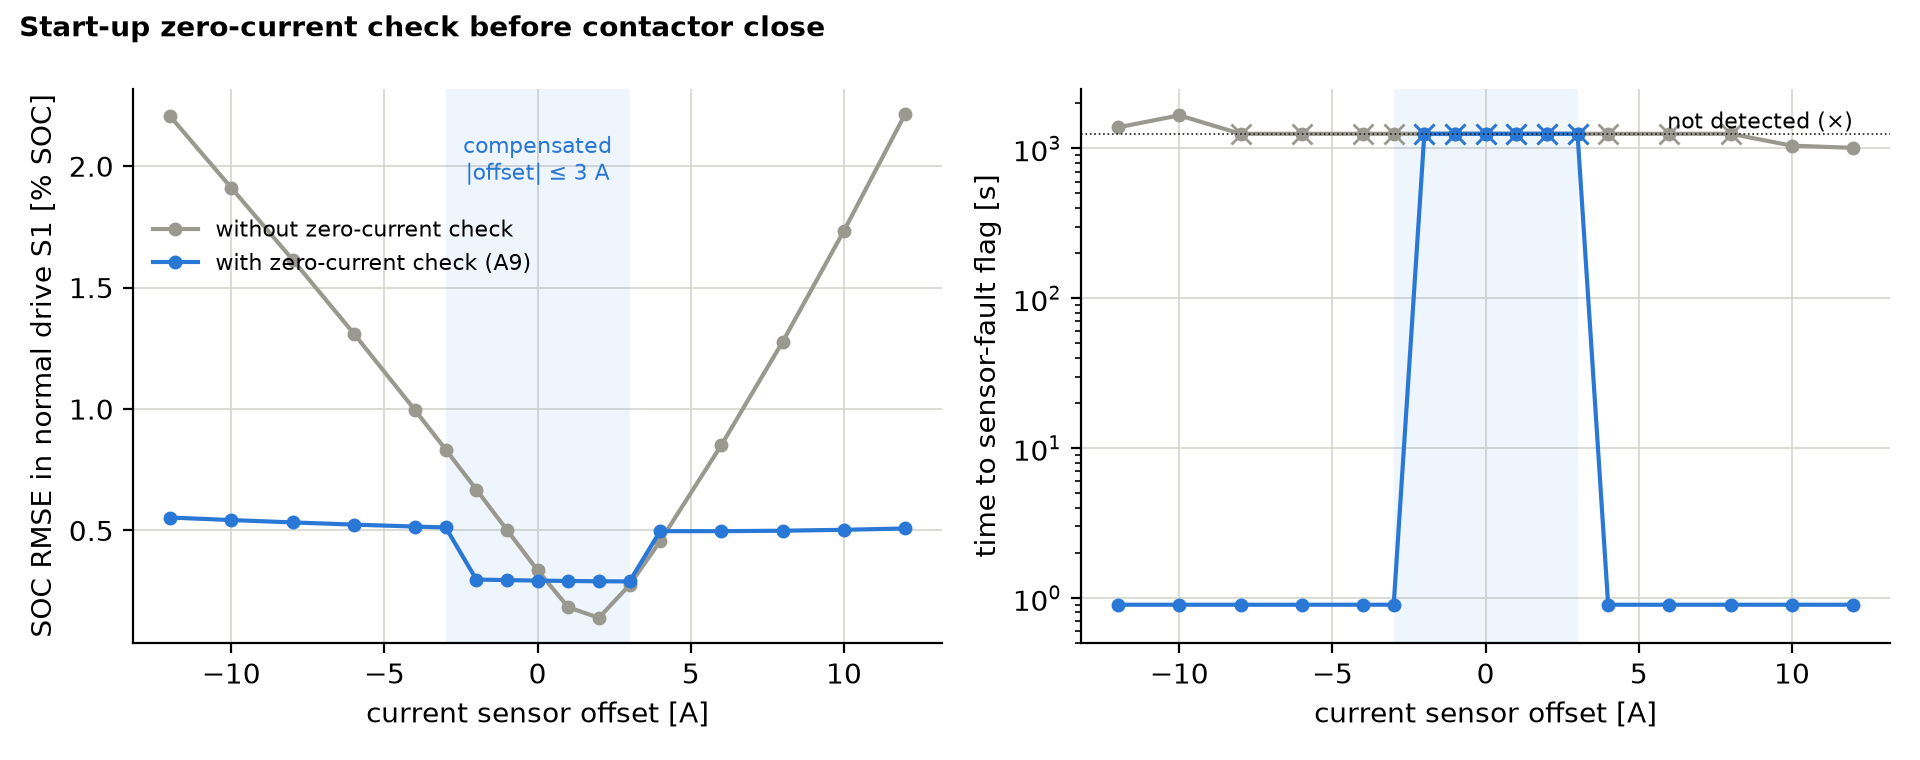 Start-up zero-current check before contactor close
SOC RMSE in normal drive S1 [% SOC]
2.0
1.5
1.0
0.5
compensated
|offset| ≤ 3 A
without zero-current check
with zero-current check (A9)
−10
−5
0
5
10
current sensor offset [A]
time to sensor-fault flag [s]
10³
10²
10¹
10⁰
not detected (×)
−10
−5
0
5
10
current sensor offset [A]